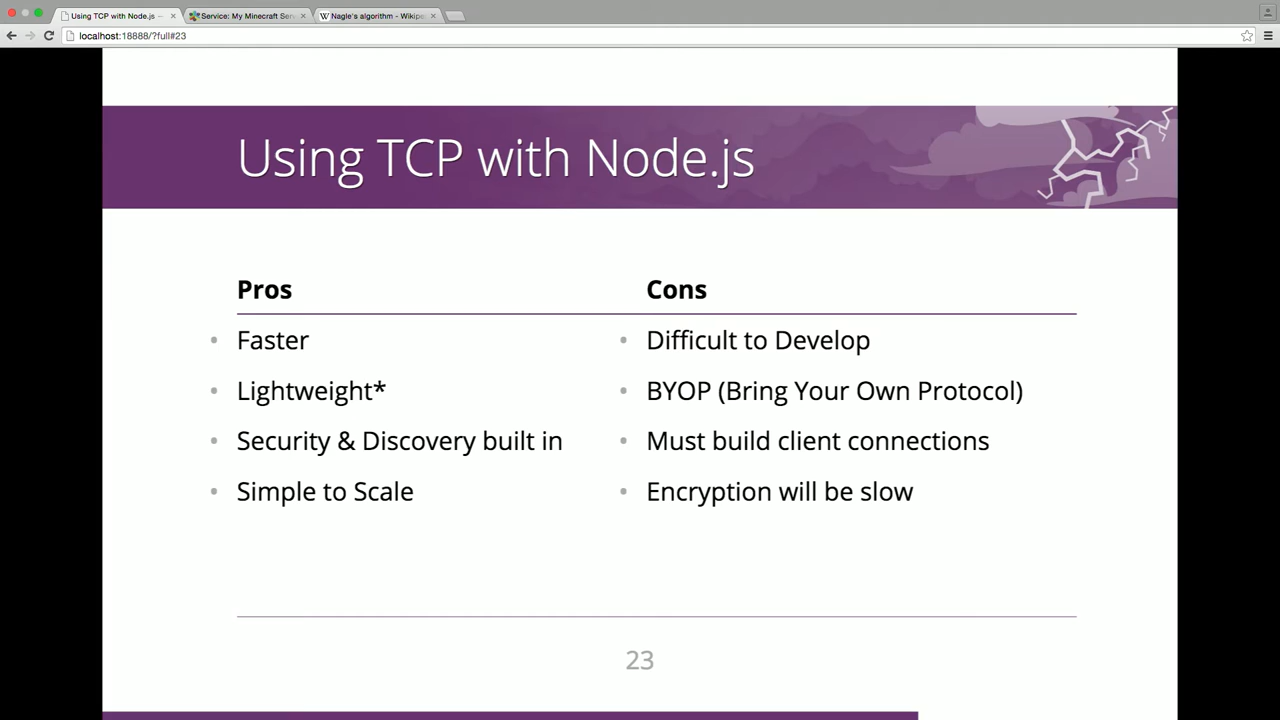 Using TCP with Node.js —
Service: My Minecraft Ser
Nagle's algorithm - Wikipe
localhost:18888/?full#23
Using TCP with Node.js
Pros
Cons
Faster
Difficult to Develop
Lightweight*
BYOP (Bring Your Own Protocol)
Security & Discovery built in
Must build client connections
Simple to Scale
Encryption will be slow
23